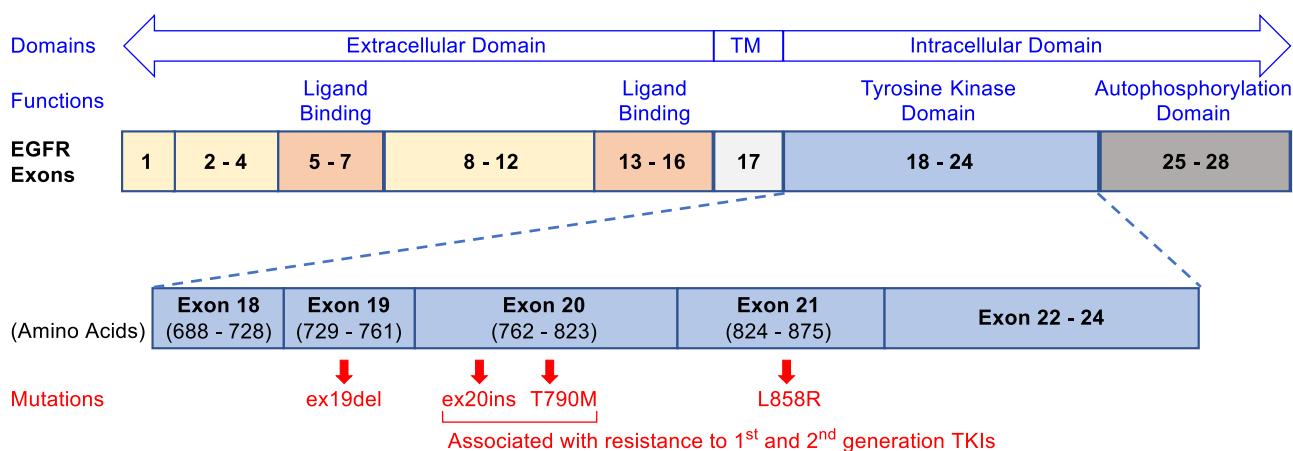 Domains Extracellular Domain TM Intracellular Domain
Functions Ligand Binding Ligand Binding Tyrosine Kinase Domain Autophosphorylation Domain
EGFR Exons 1 2 - 4 5 - 7 8 - 12 13 - 16 17 18 - 24 25 - 28
Exon 18 Exon 19 Exon 20 Exon 21 Exon 22 - 24
(Amino Acids) (688 - 728) (729 - 761) (762 - 823) (824 - 875)
Mutations ex19del ex20ins T790M L858R
Associated with resistance to 1st and 2nd generation TKIs